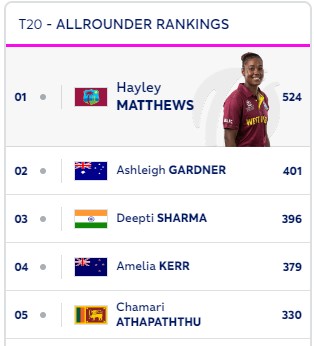 T20 - ALLROUNDER RANKINGS
01 Hayley MATTHEWS 524
02 Ashleigh GARDNER 401
03 Deepti SHARMA 396
04 Amelia KERR 379
05 Chamari ATHAPATHTHU 330